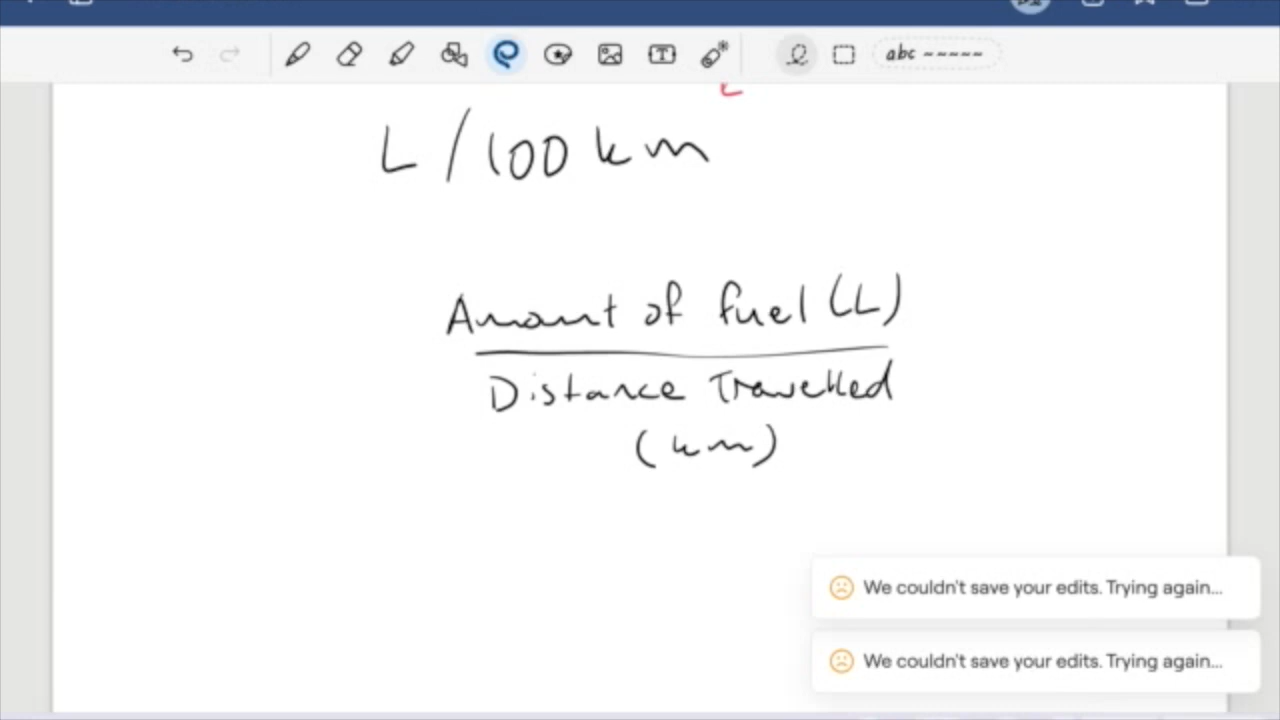 abc
L / 100 km
Amount of fuel (L)
Distance Travelled
(km)
We couldn't save your edits. Trying again...
We couldn't save your edits. Trying again...